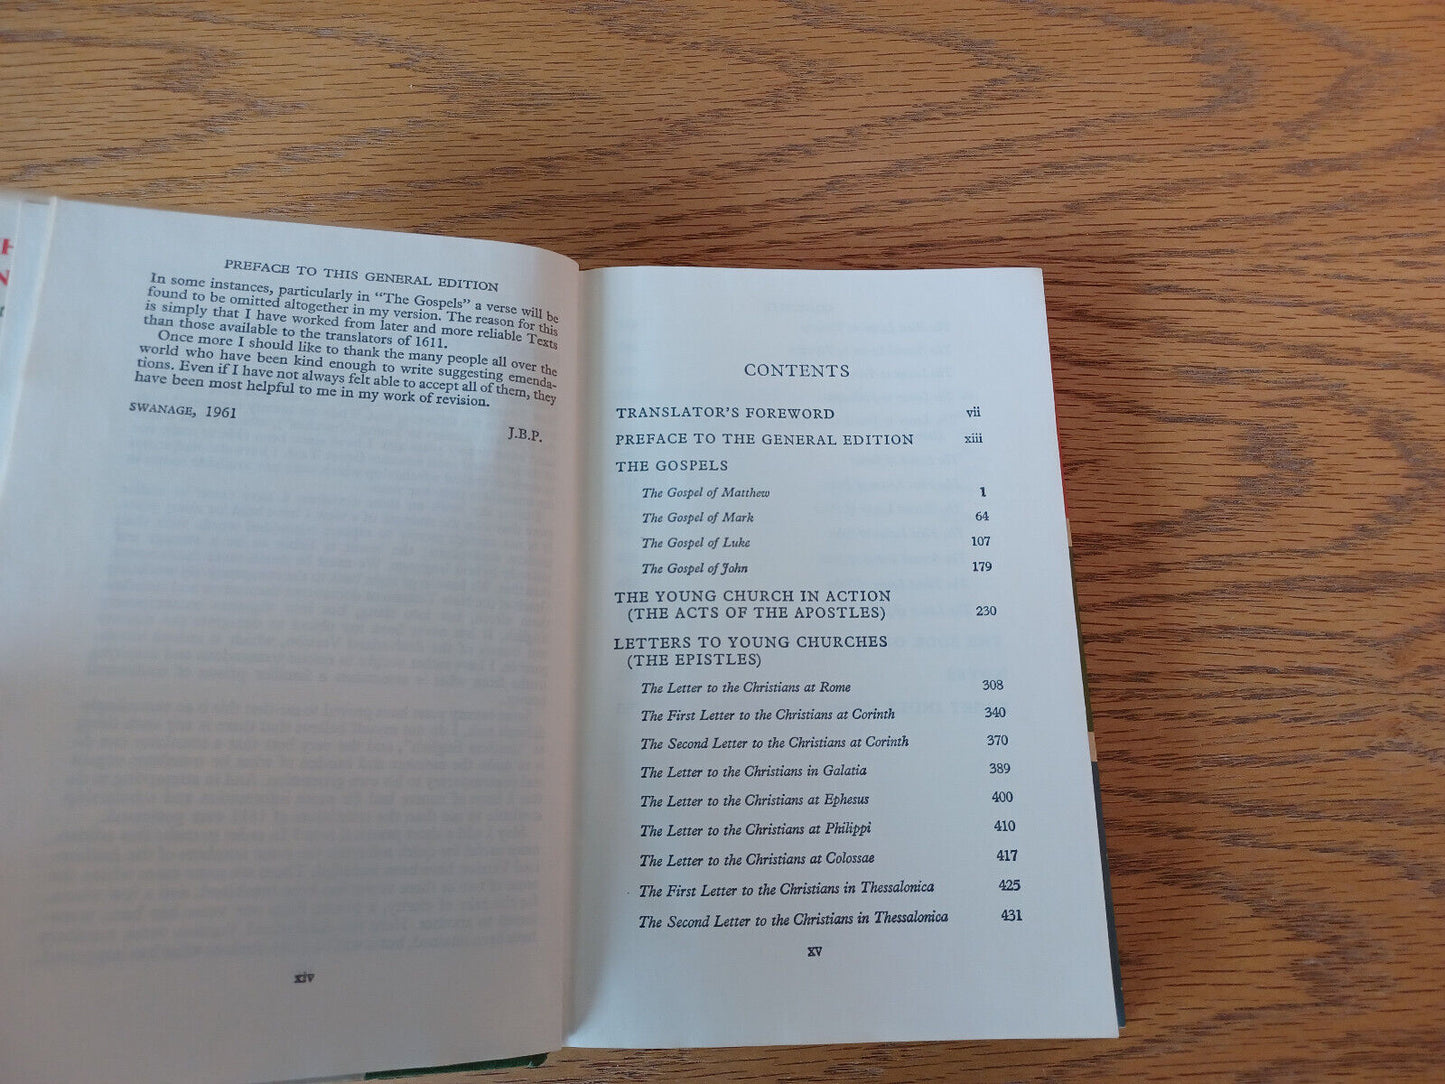 PREFACE TO THIS GENERAL EDITION
In some instances, particularly in "The Gospels" a verse will be
found to be omitted altogether in my version. The reason for this
is simply that I have worked from later and more reliable Texts
than those available to the translators of 1611.
Once more I should like to thank the many people all over the
world who have been kind enough to write suggesting emenda-
tions. Even if I have not always felt able to accept all of them, they
have been most helpful to me in my work of revision.
SWANAGE, 1961
J.B.P.
xiv
CONTENTS
TRANSLATOR'S FOREWORD vii
PREFACE TO THE GENERAL EDITION xiii
THE GOSPELS
The Gospel of Matthew 1
The Gospel of Mark 64
The Gospel of Luke 107
The Gospel of John 179
THE YOUNG CHURCH IN ACTION
(THE ACTS OF THE APOSTLES) 230
LETTERS TO YOUNG CHURCHES
(THE EPISTLES)
The Letter to the Christians at Rome 308
The First Letter to the Christians at Corinth 340
The Second Letter to the Christians at Corinth 370
The Letter to the Christians in Galatia 389
The Letter to the Christians at Ephesus 400
The Letter to the Christians at Philippi 410
The Letter to the Christians at Colossae 417
The First Letter to the Christians in Thessalonica 425
The Second Letter to the Christians in Thessalonica 431
xv